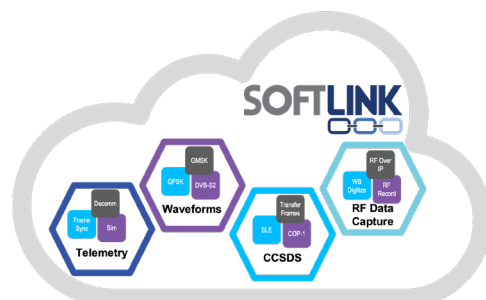 SOFTLINK
GMSK
QPSK
DVB-S2
Waveforms
RF Over
IP
WB
Digitize
RF
Record
RF Data
Capture
Decomm
Frame
Sync
Sim
Telemetry
Transfer
Frames
SLE
COP-1
CCSDS